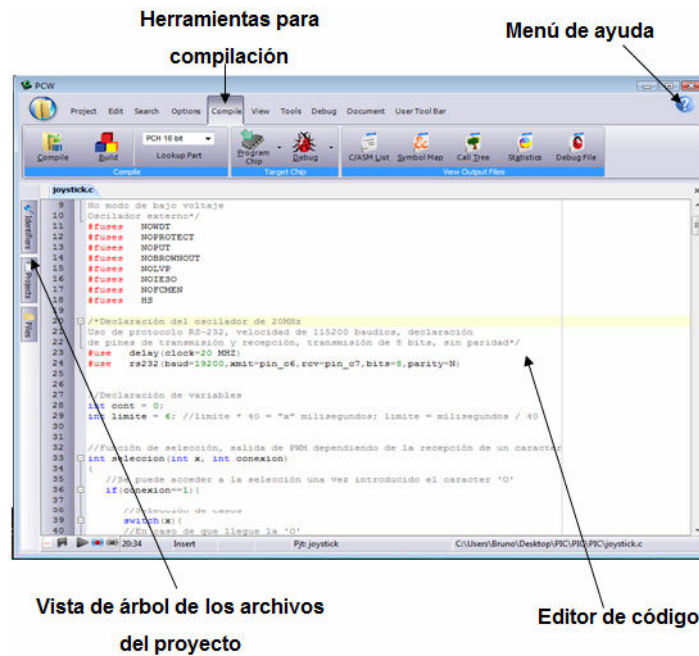 Herramientas para
compilación
Menú de ayuda
PCW
Project Edit Search Options Compile View Tools Debug Document User Tool Bar
PCH 16 bit
Compile Build Lookup Part Program Chip Debug C/ASM List Symbol Map Call Tree Statistics Debug File
Compile Target Chip View Output Files
joystick.c
Identifiers
Projects
Files
9 No modo de bajo voltaje
10 Oscilador externo*/
11 #fuses NOWDT
12 #fuses NOPROTECT
13 #fuses NOPUT
14 #fuses NOBROWNOUT
15 #fuses NOLVP
16 #fuses NOIESO
17 #fuses NOFCMEN
18 #fuses HS
19
20 /*Declaración del oscilador de 20MHz
21 Uso de protocolo RS-232, velocidad de 115200 baudios, declaración
22 de pines de transmisión y recepción, transmisión de 8 bits, sin paridad*/
23 #use delay(clock=20 MHZ)
24 #use rs232(baud=19200,xmit=pin_c6,rcv=pin_c7,bits=8,parity=N)
25
26
27 //Declaración de variables
28 int cont = 0;
29 int limite = 6; //limite * 40 = "x" milisegundos; limite = milisegundos / 40
30
31
32 //Función de selección, salida de PWM dependiendo de la recepción de un caracter
33 int seleccion(int x, int conexion)
34 {
35 //Se puede acceder a la selección una vez introducido el caracter 'O'
36 if(conexion==1){
37
38 //Selección de casos
39 switch(x){
40 //En caso de que llegue la 'O'
20:34 Insert Pjt: joystick C:\Users\Bruno\Desktop\PIC\PIC\PIC\joystick.c
Vista de árbol de los archivos
del proyecto
Editor de código